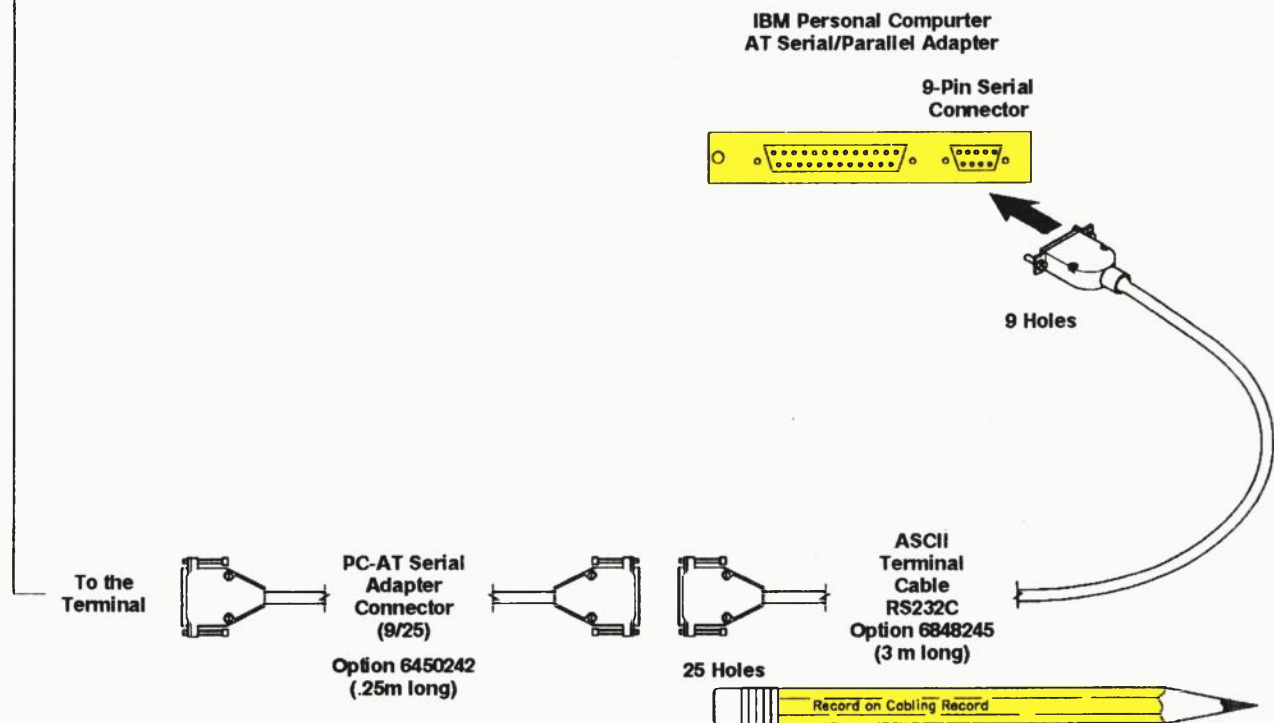 IBM Personal Compurter
AT Serial/Parallel Adapter
9-Pin Serial
Connector
9 Holes
To the
Terminal
PC-AT Serial
Adapter
Connector
(9/25)
Option 6450242
(.25m long)
25 Holes
ASCII
Terminal
Cable
RS232C
Option 6848245
(3 m long)
Record on Cabling Record